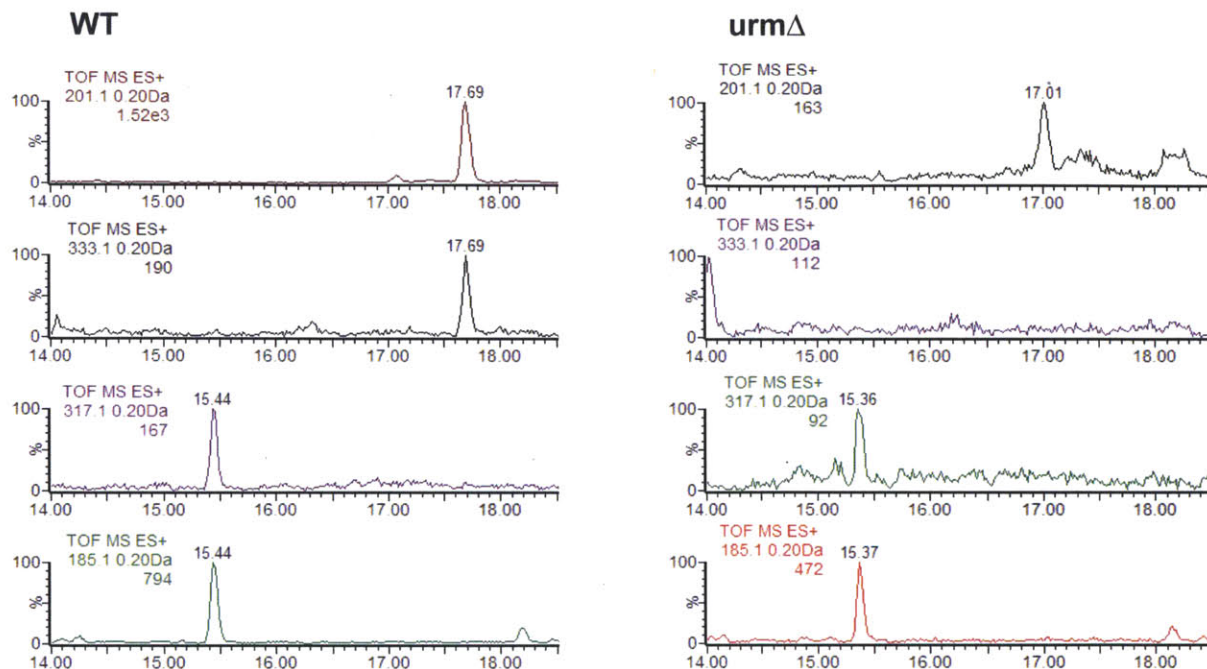 WT
TOF MS ES+
201.1 0.20Da
1.52e3
17.69
100
%
0
14.00 15.00 16.00 17.00 18.00
TOF MS ES+
333.1 0.20Da
190
17.69
100
%
0
14.00 15.00 16.00 17.00 18.00
TOF MS ES+
317.1 0.20Da
167
15.44
100
%
0
14.00 15.00 16.00 17.00 18.00
TOF MS ES+
185.1 0.20Da
794
15.44
100
%
0
14.00 15.00 16.00 17.00 18.00
urmΔ
TOF MS ES+
201.1 0.20Da
163
17.01
100
%
0
14.00 15.00 16.00 17.00 18.00
TOF MS ES+
333.1 0.20Da
112
100
%
0
14.00 15.00 16.00 17.00 18.00
TOF MS ES+
317.1 0.20Da
92
15.36
100
%
0
14.00 15.00 16.00 17.00 18.00
TOF MS ES+
185.1 0.20Da
472
15.37
100
%
0
14.00 15.00 16.00 17.00 18.00